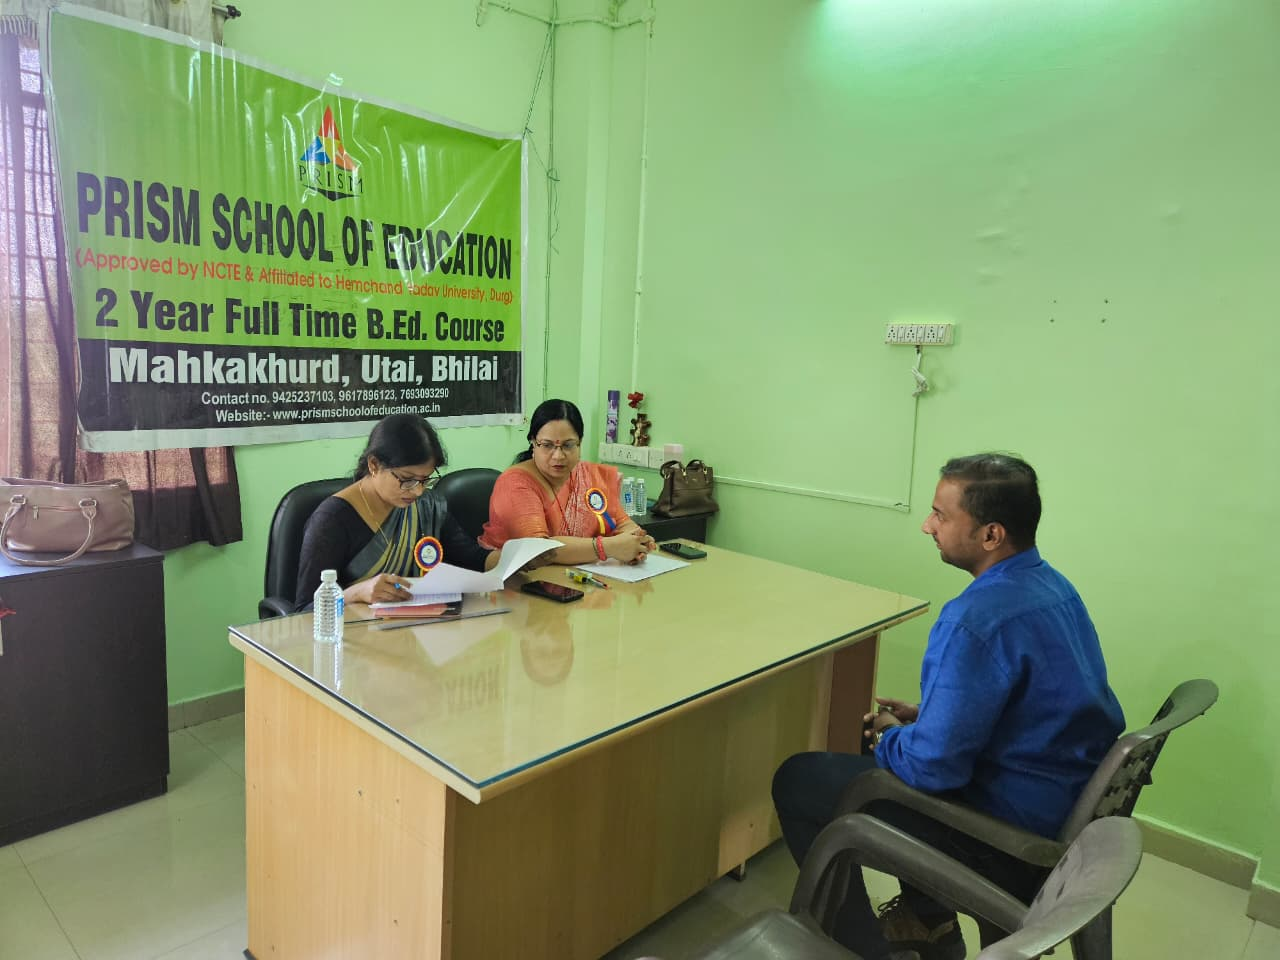 PRISM
PRISM SCHOOL OF EDUCATION
(Approved by NCTE & Affiliated to Hemchand Yadav University, Durg)
2 Year Full Time B.Ed. Course
Mahkakhurd, Utai, Bhilai
Contact no. 9425237103, 9617896123, 7693093290
Website:- www.prismschoolofeducation.ac.in